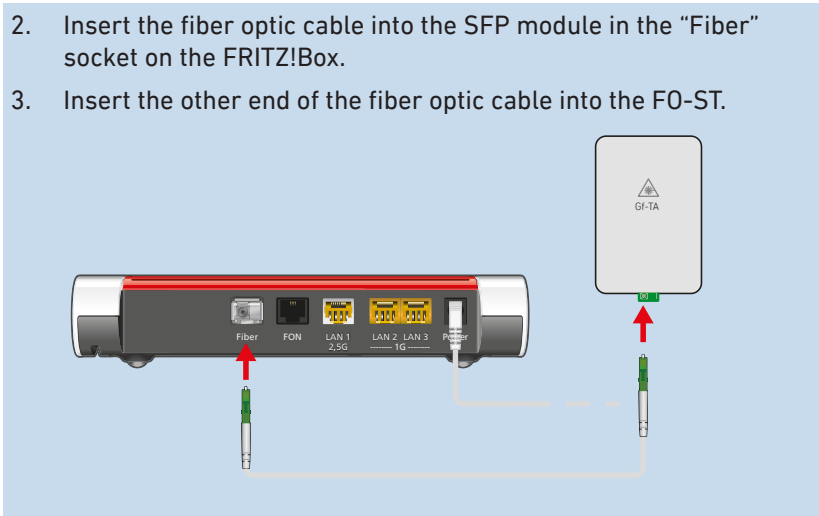 2. Insert the fiber optic cable into the SFP module in the “Fiber”
socket on the FRITZ!Box.
3. Insert the other end of the fiber optic cable into the FO-ST.
Gf-TA
Fiber FON LAN 1 LAN 2 LAN 3 Power
2,5G -------- 1G --------